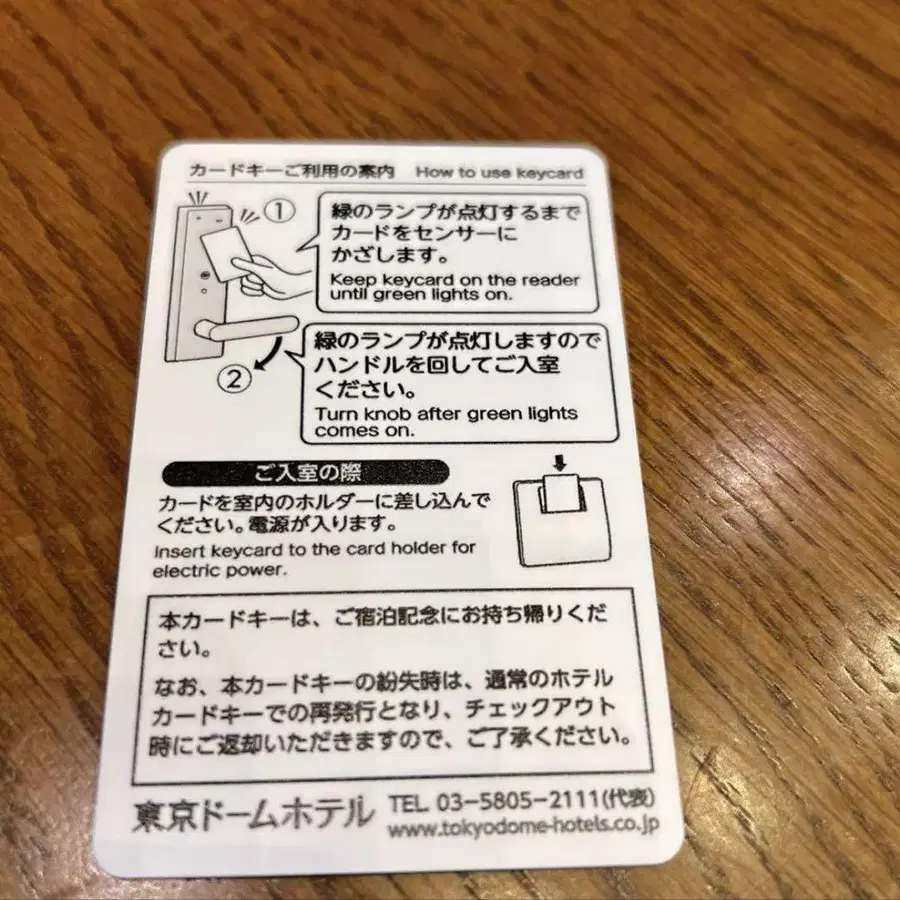 カードキーご利用の案内 How to use keycard
①
緑のランプが点灯するまで
カードをセンサーに
かざします。
Keep keycard on the reader
until green lights on.
②
緑のランプが点灯しますので
ハンドルを回してご入室
ください。
Turn knob after green lights
comes on.
ご入室の際
カードを室内のホルダーに差し込んで
ください。電源が入ります。
Insert keycard to the card holder for
electric power.
本カードキーは、ご宿泊記念にお持ち帰りくだ
さい。
なお、本カードキーの紛失時は、通常のホテル
カードキーでの再発行となり、チェックアウト
時にご返却いただきますので、ご了承ください。
東京ドームホテル TEL 03-5805-2111(代表)
www.tokyodome-hotels.co.jp